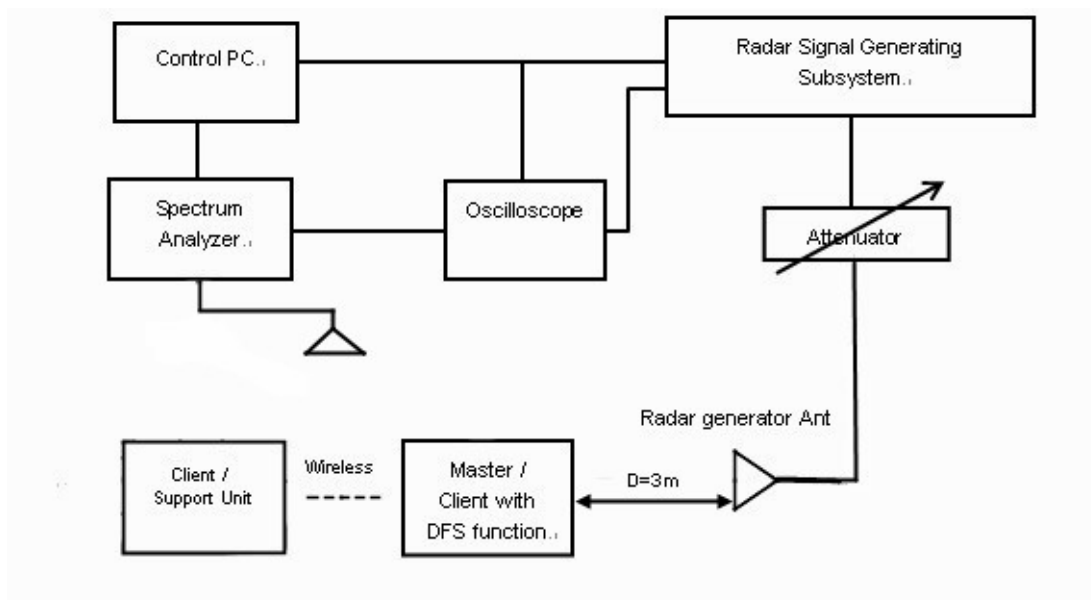 Control PC
Radar Signal Generating
Subsystem
Spectrum
Analyzer
Oscilloscope
Attenuator
Radar generator Ant
Client /
Support Unit
Wireless
Master /
Client with
DFS function
D=3m